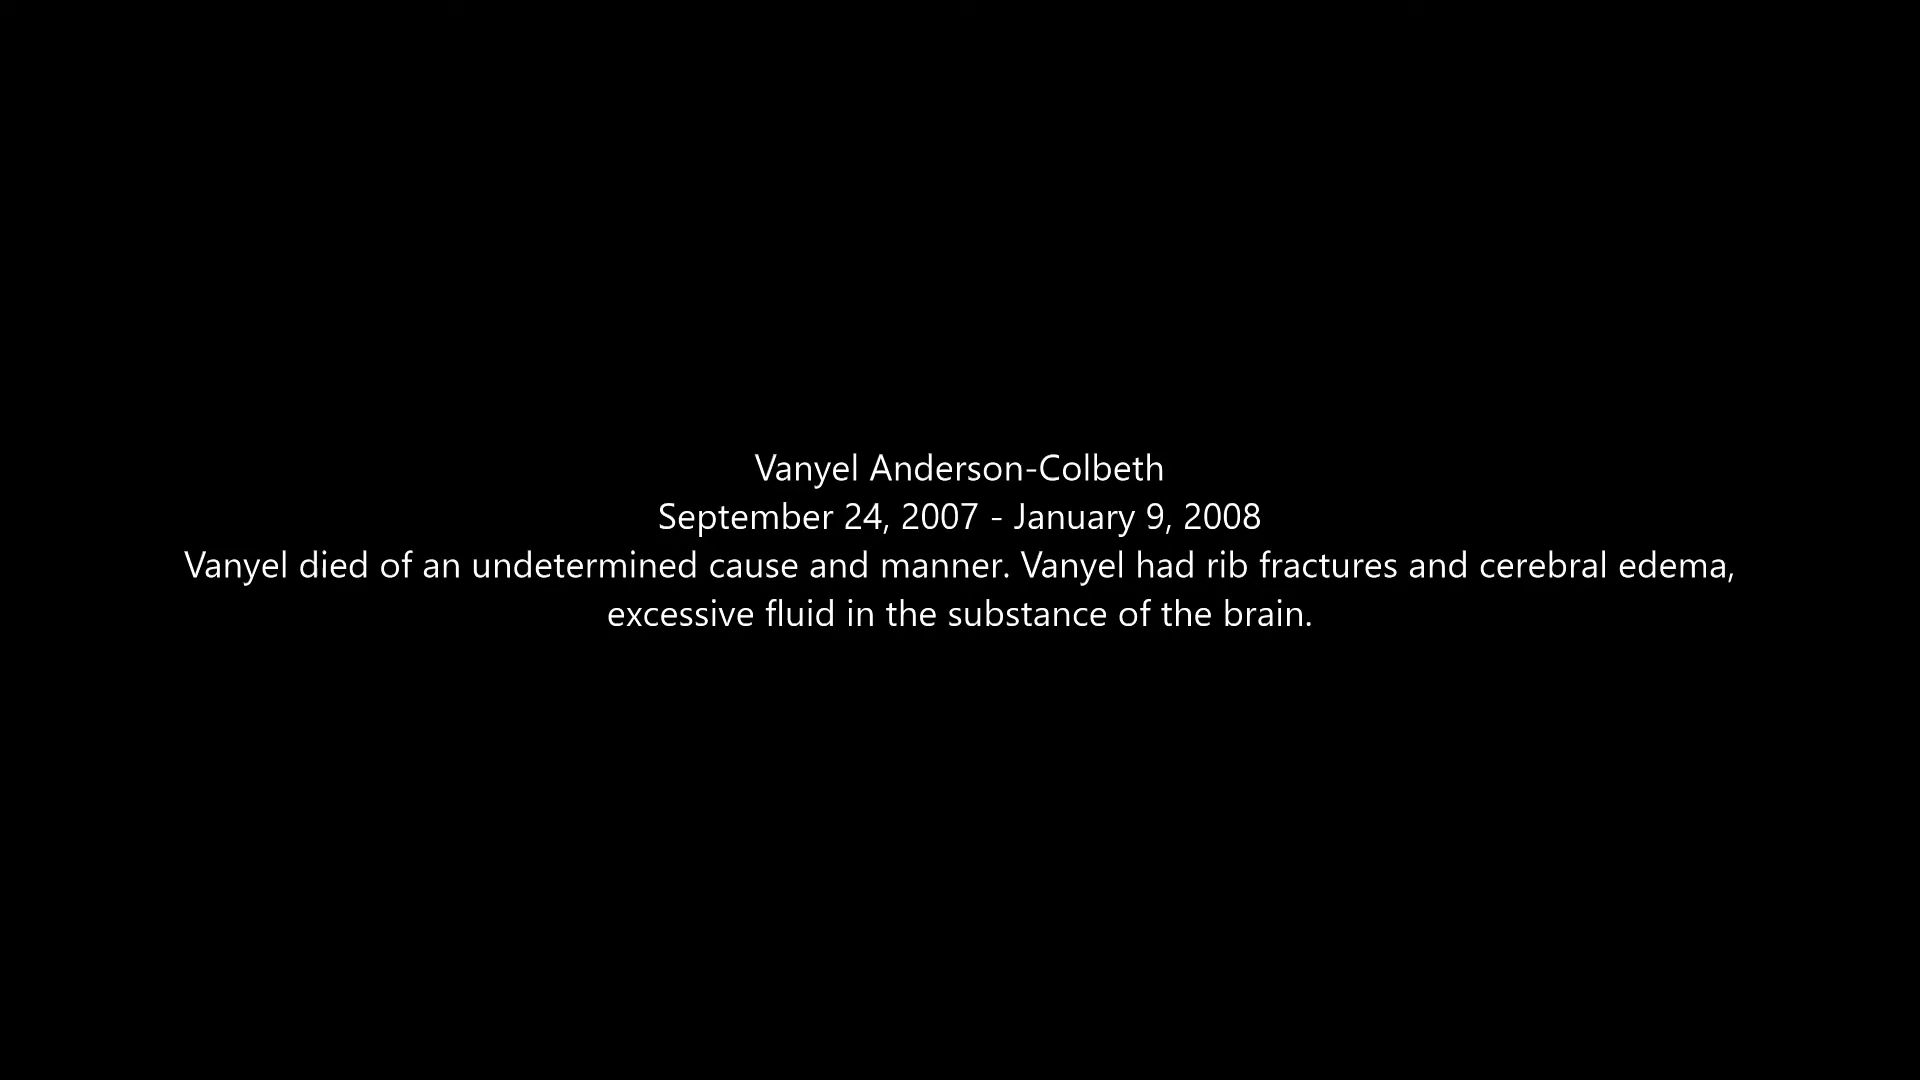 Vanyel Anderson-Colbeth
September 24, 2007 - January 9, 2008
Vanyel died of an undetermined cause and manner. Vanyel had rib fractures and cerebral edema,
excessive fluid in the substance of the brain.